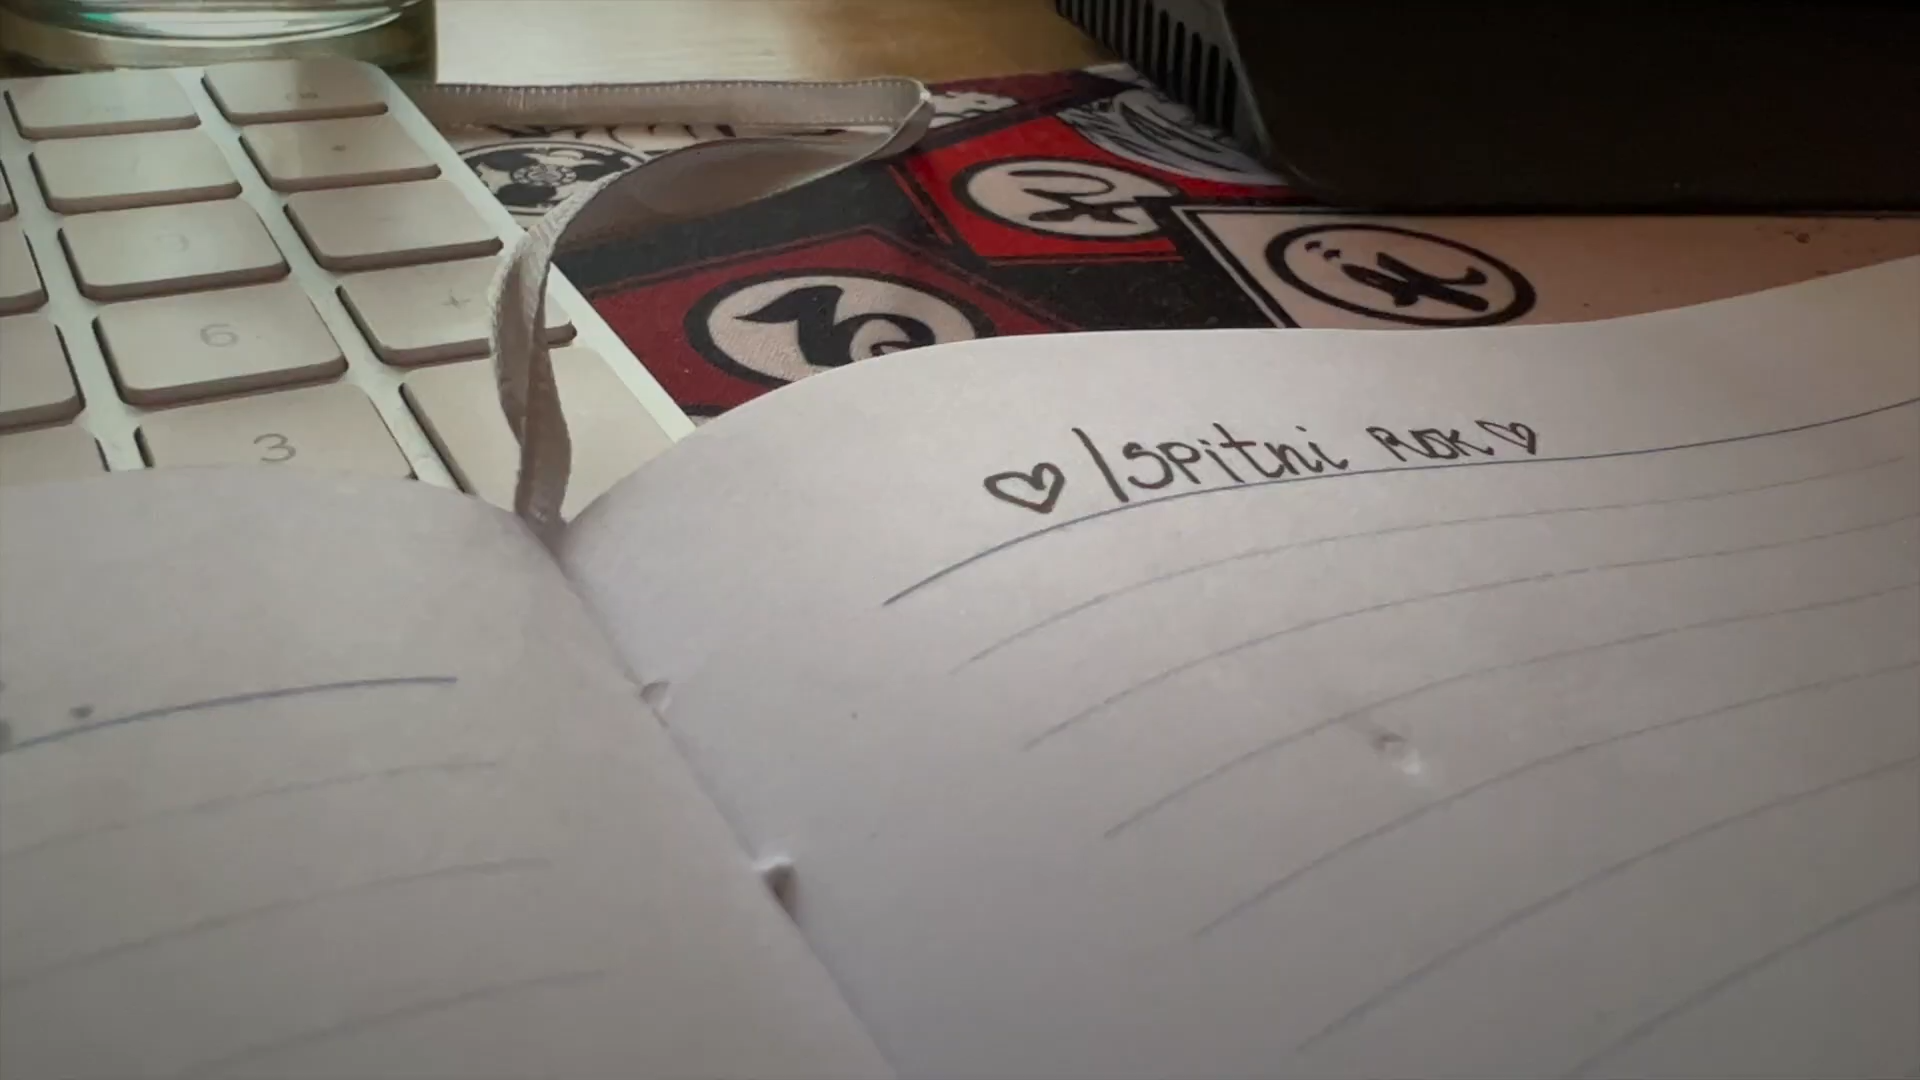 6
+
3
♡ Ispitni ROK ♡